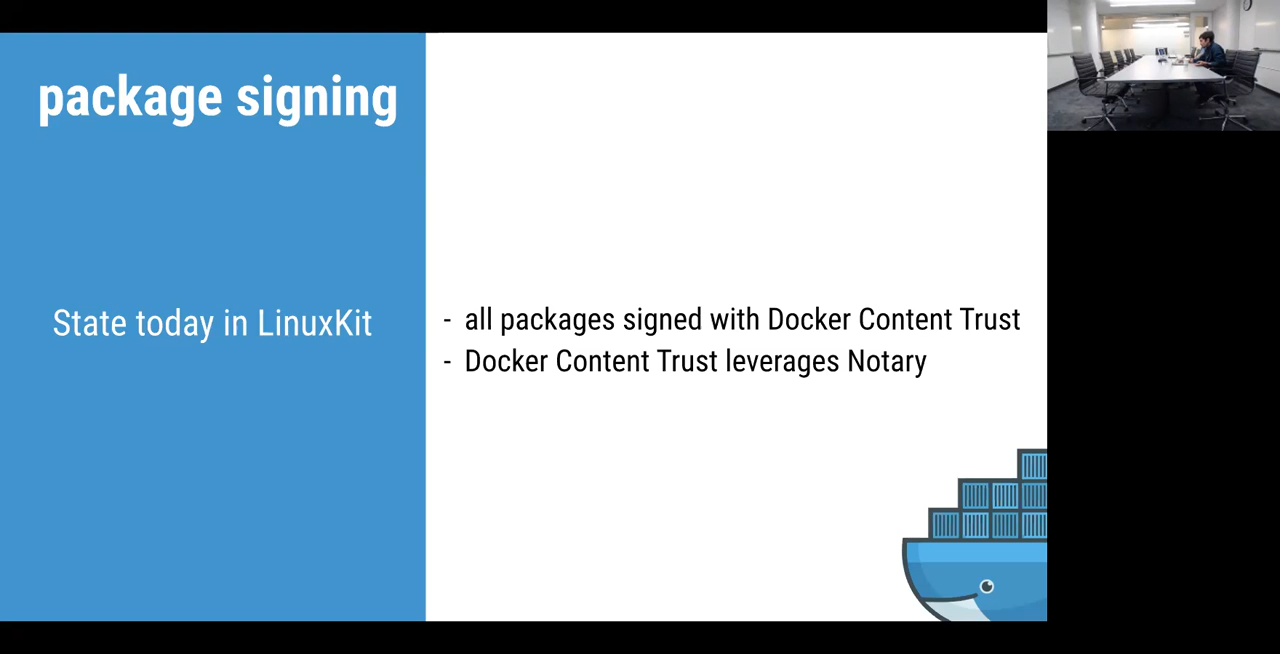 package signing
State today in LinuxKit
- all packages signed with Docker Content Trust
- Docker Content Trust leverages Notary